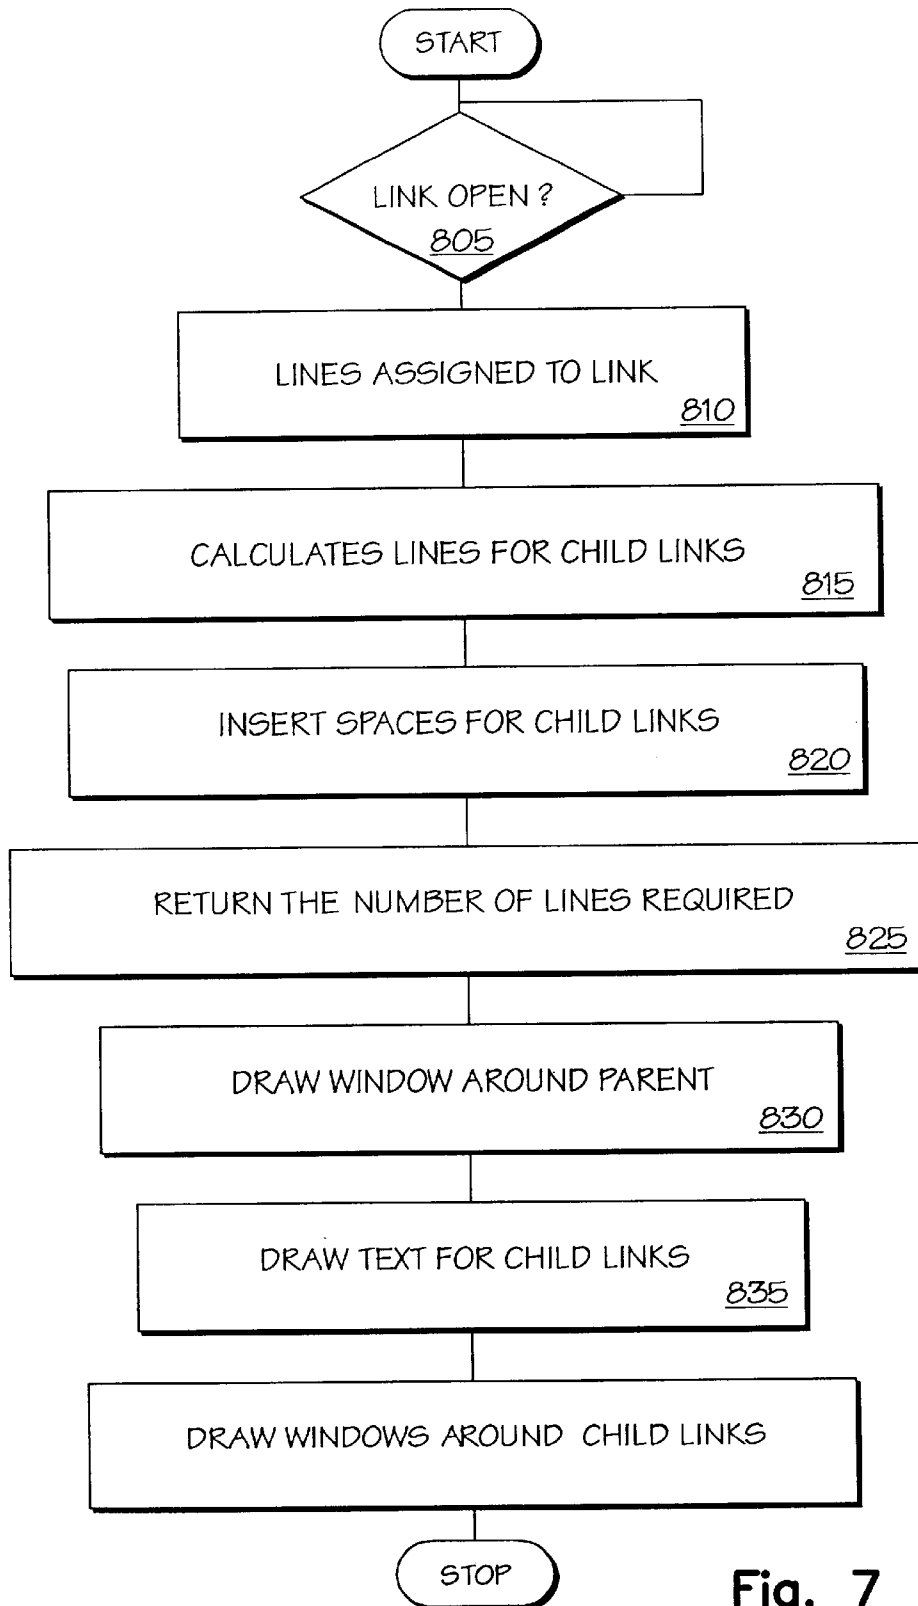 START
LINK OPEN ?
805
LINES ASSIGNED TO LINK
810
CALCULATES LINES FOR CHILD LINKS
815
INSERT SPACES FOR CHILD LINKS
820
RETURN THE NUMBER OF LINES REQUIRED
825
DRAW WINDOW AROUND PARENT
830
DRAW TEXT FOR CHILD LINKS
835
DRAW WINDOWS AROUND CHILD LINKS
STOP
Fig. 7